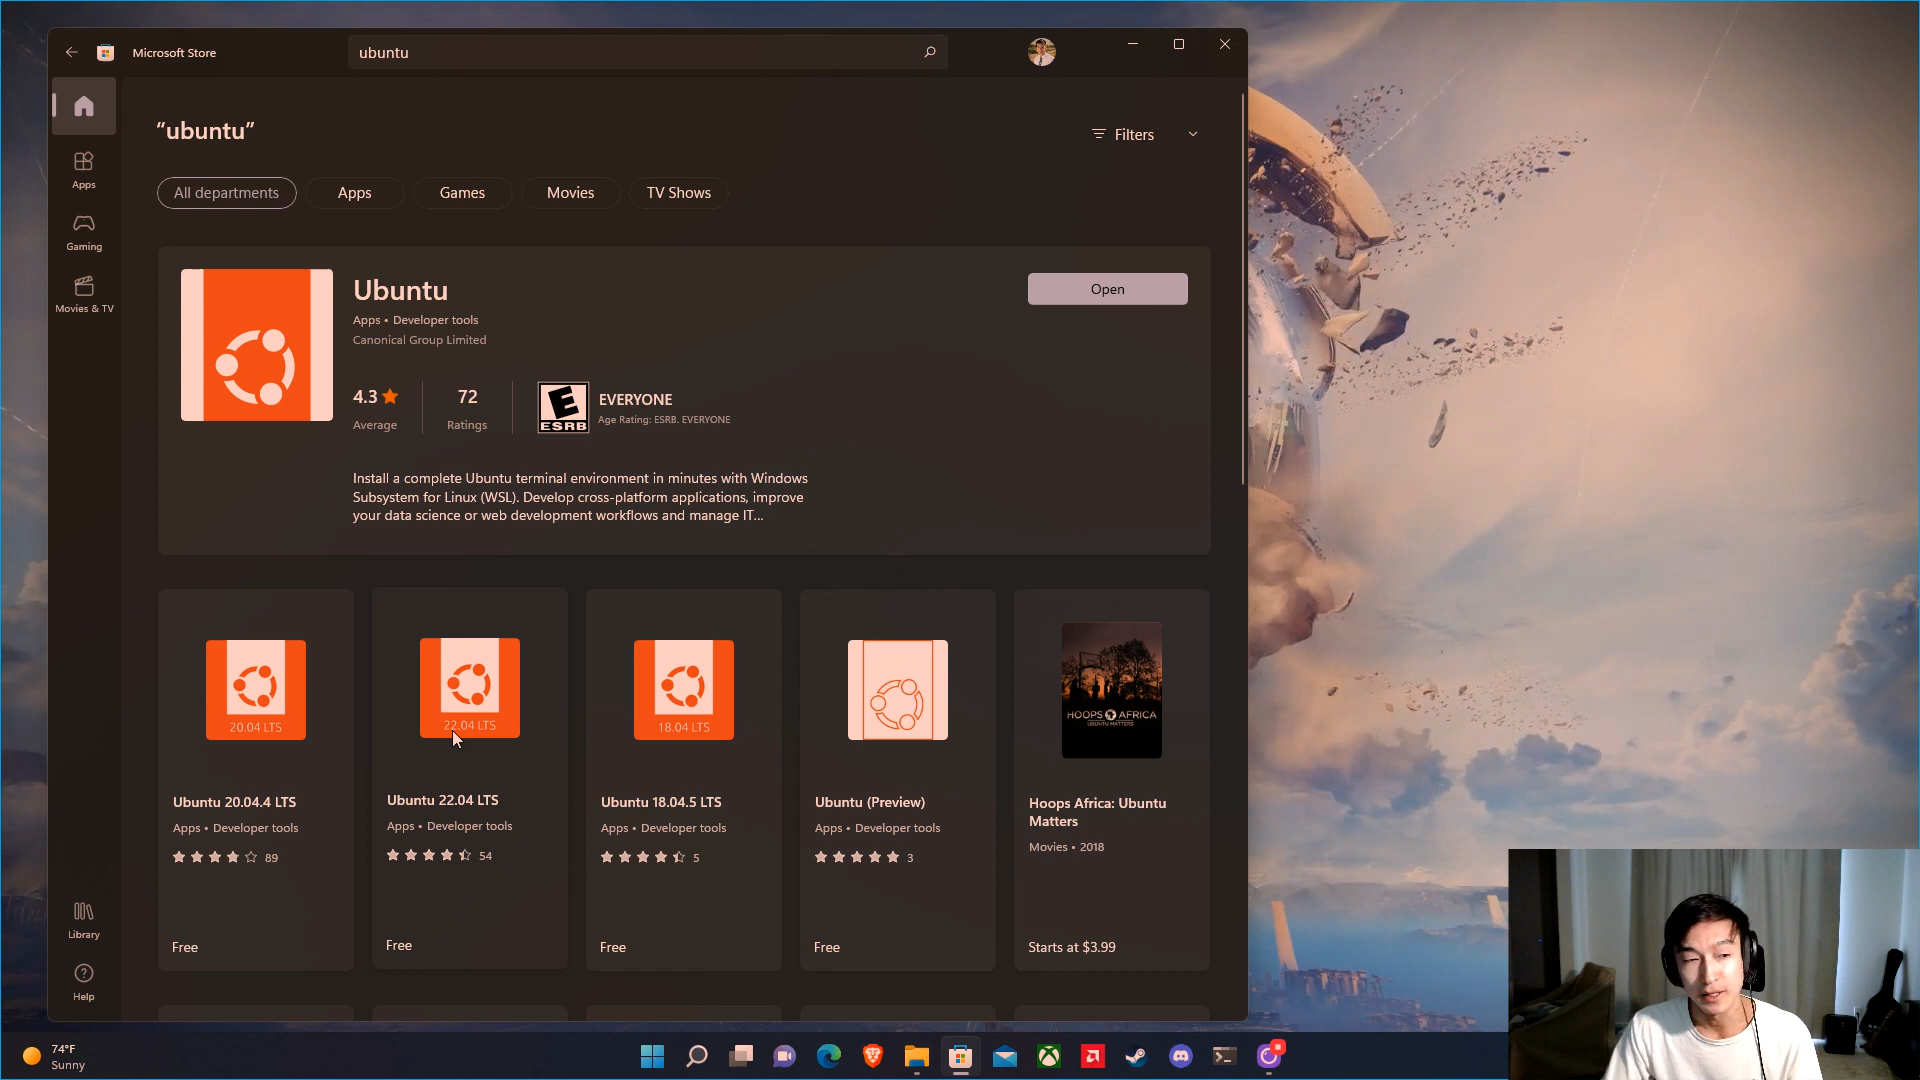 Microsoft Store
ubuntu
Apps
Gaming
Movies & TV
Library
Help
“ubuntu”
Filters
All departments
Apps
Games
Movies
TV Shows
Ubuntu
Apps • Developer tools
Canonical Group Limited
Open
4.3
Average
72
Ratings
E
ESRB
EVERYONE
Age Rating: ESRB. EVERYONE
Install a complete Ubuntu terminal environment in minutes with Windows
Subsystem for Linux (WSL). Develop cross-platform applications, improve
your data science or web development workflows and manage IT...
20.04 LTS
Ubuntu 20.04.4 LTS
Apps • Developer tools
89
Free
22.04 LTS
Ubuntu 22.04 LTS
Apps • Developer tools
54
Free
18.04 LTS
Ubuntu 18.04.5 LTS
Apps • Developer tools
5
Free
Ubuntu (Preview)
Apps • Developer tools
3
Free
HOOPS AFRICA
UBUNTU MATTERS
Hoops Africa: Ubuntu
Matters
Movies • 2018
Starts at $3.99
74°F
Sunny